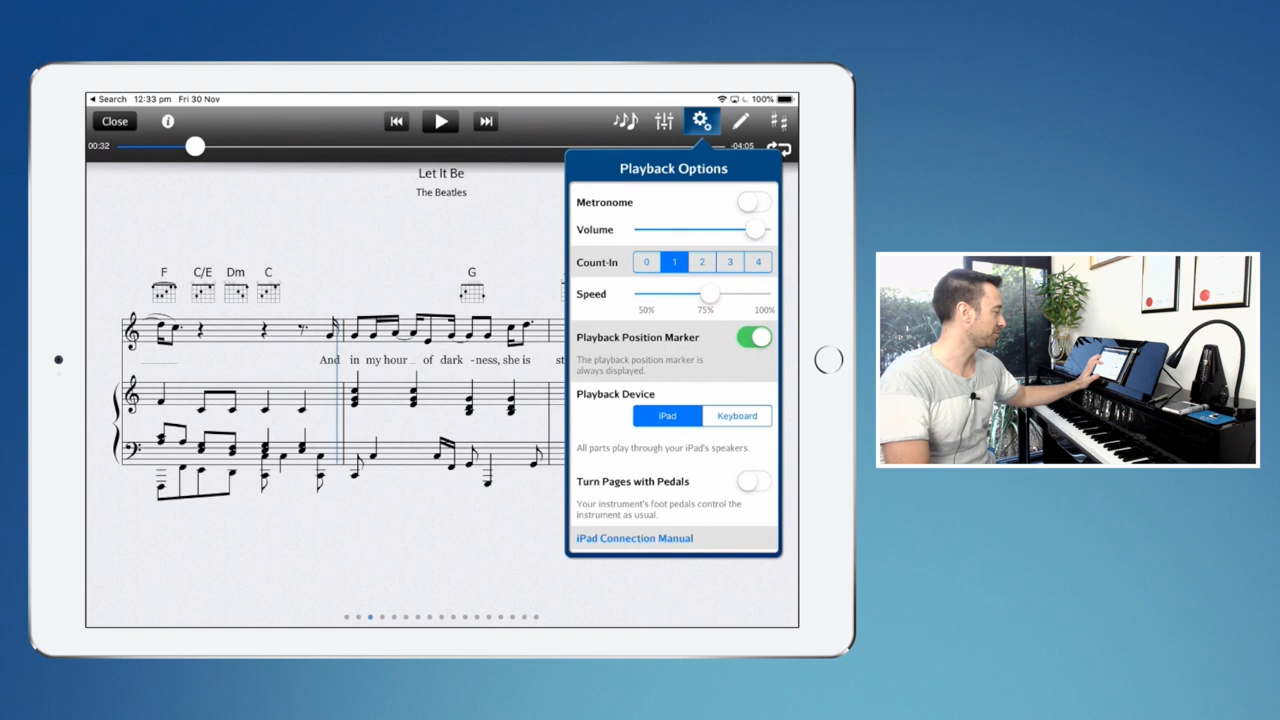 Search 12:33 pm Fri 30 Nov 100%
Close
00:32 -04:05
Let It Be
The Beatles
F C/E Dm C G
And in my hour _ of dark -ness, she is st
Playback Options
Metronome
Volume
Count-In 0 1 2 3 4
Speed
50% 75% 100%
Playback Position Marker
The playback position marker is
always displayed.
Playback Device
iPad Keyboard
All parts play through your iPad's speakers.
Turn Pages with Pedals
Your instrument's foot pedals control the
instrument as usual.
iPad Connection Manual